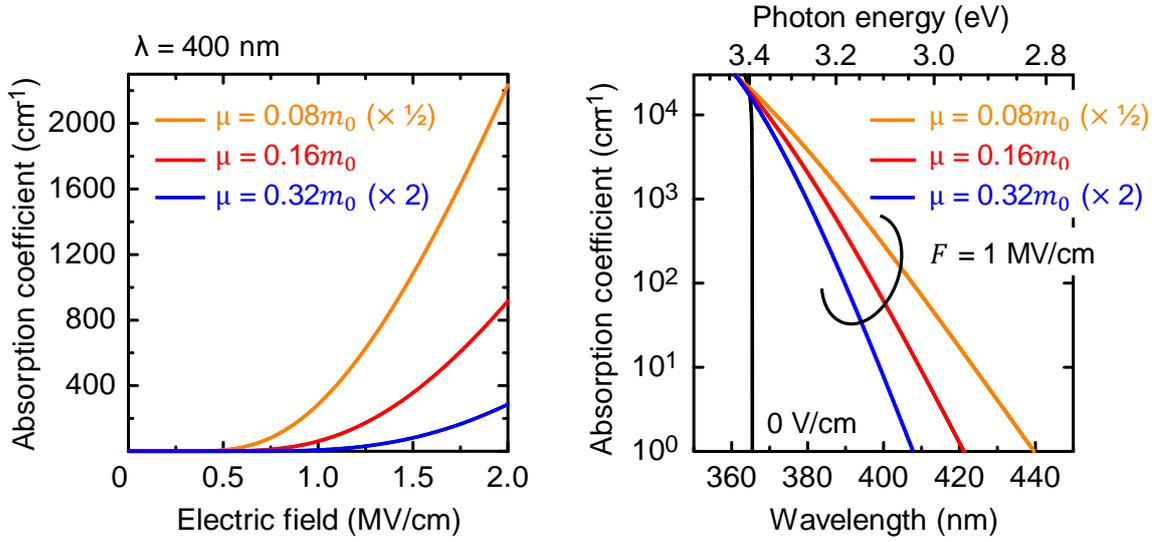 λ = 400 nm
Absorption coefficient (cm⁻¹)
2000
1600
1200
800
400
μ = 0.08m₀ (× ½)
μ = 0.16m₀
μ = 0.32m₀ (× 2)
0 0.5 1.0 1.5 2.0
Electric field (MV/cm)
Photon energy (eV)
3.4 3.2 3.0 2.8
Absorption coefficient (cm⁻¹)
10⁴
10³
10²
10¹
10⁰
μ = 0.08m₀ (× ½)
μ = 0.16m₀
μ = 0.32m₀ (× 2)
F = 1 MV/cm
0 V/cm
360 380 400 420 440
Wavelength (nm)